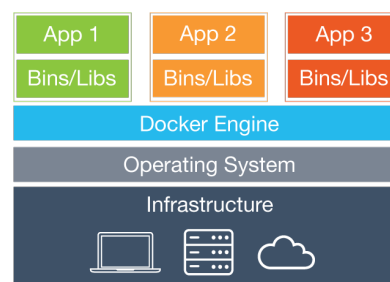 App 1 App 2 App 3
Bins/Libs Bins/Libs Bins/Libs
Docker Engine
Operating System
Infrastructure